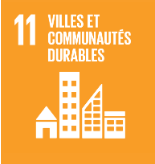 11 VILLES ET
COMMUNAUTÉS
DURABLES